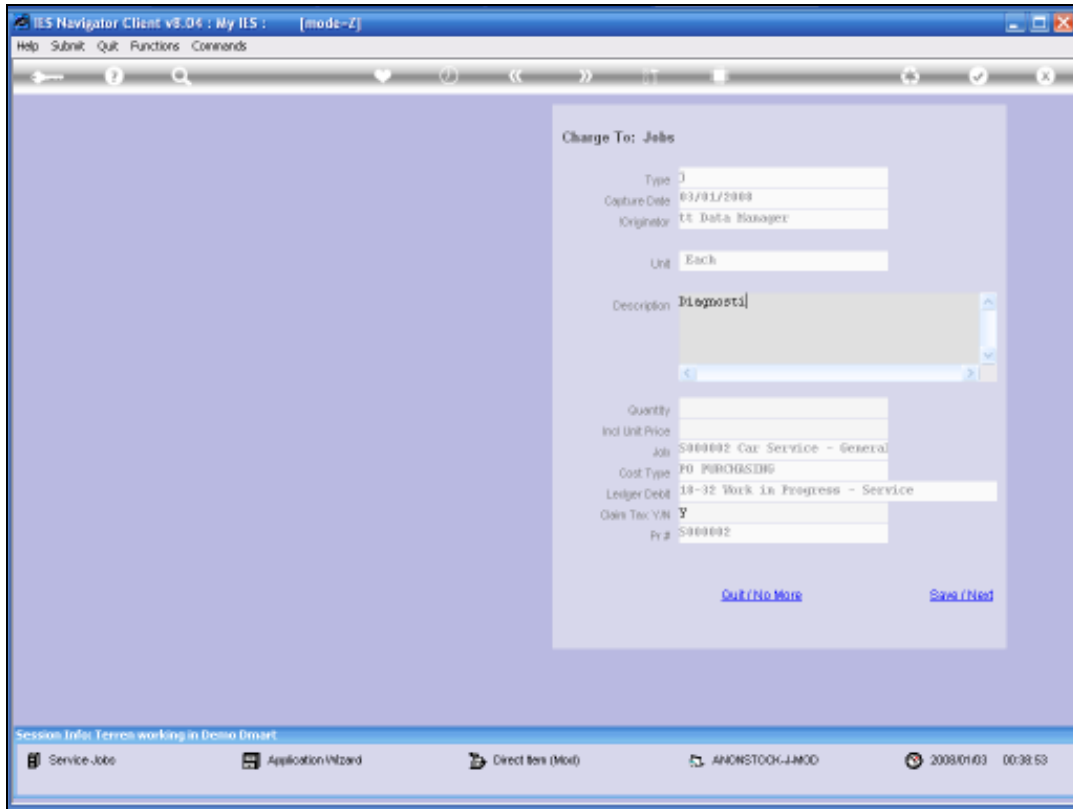 IES Navigator Client v8.04 : My IES : [mode=Z]
Help Submit Quit Functions Commands
Charge To: Jobs
Type J
Capture Date 03/01/2008
!Originator tt Data Manager
Unit Each
Description Diagnosti
Quantity
Incl Unit Price
Job S000002 Car Service - General
Cost Type PO PURCHASING
Ledger Debit 18-32 Work in Progress - Service
Claim Tax Y/N Y
Pr # S000002
Quit / No More Save / Next
Session Info: Terren working in Demo Dmart
Service Jobs Application Wizard Direct Item (Mod) ANONSTOCK-J-MOD 2008/01/03 00:38:53